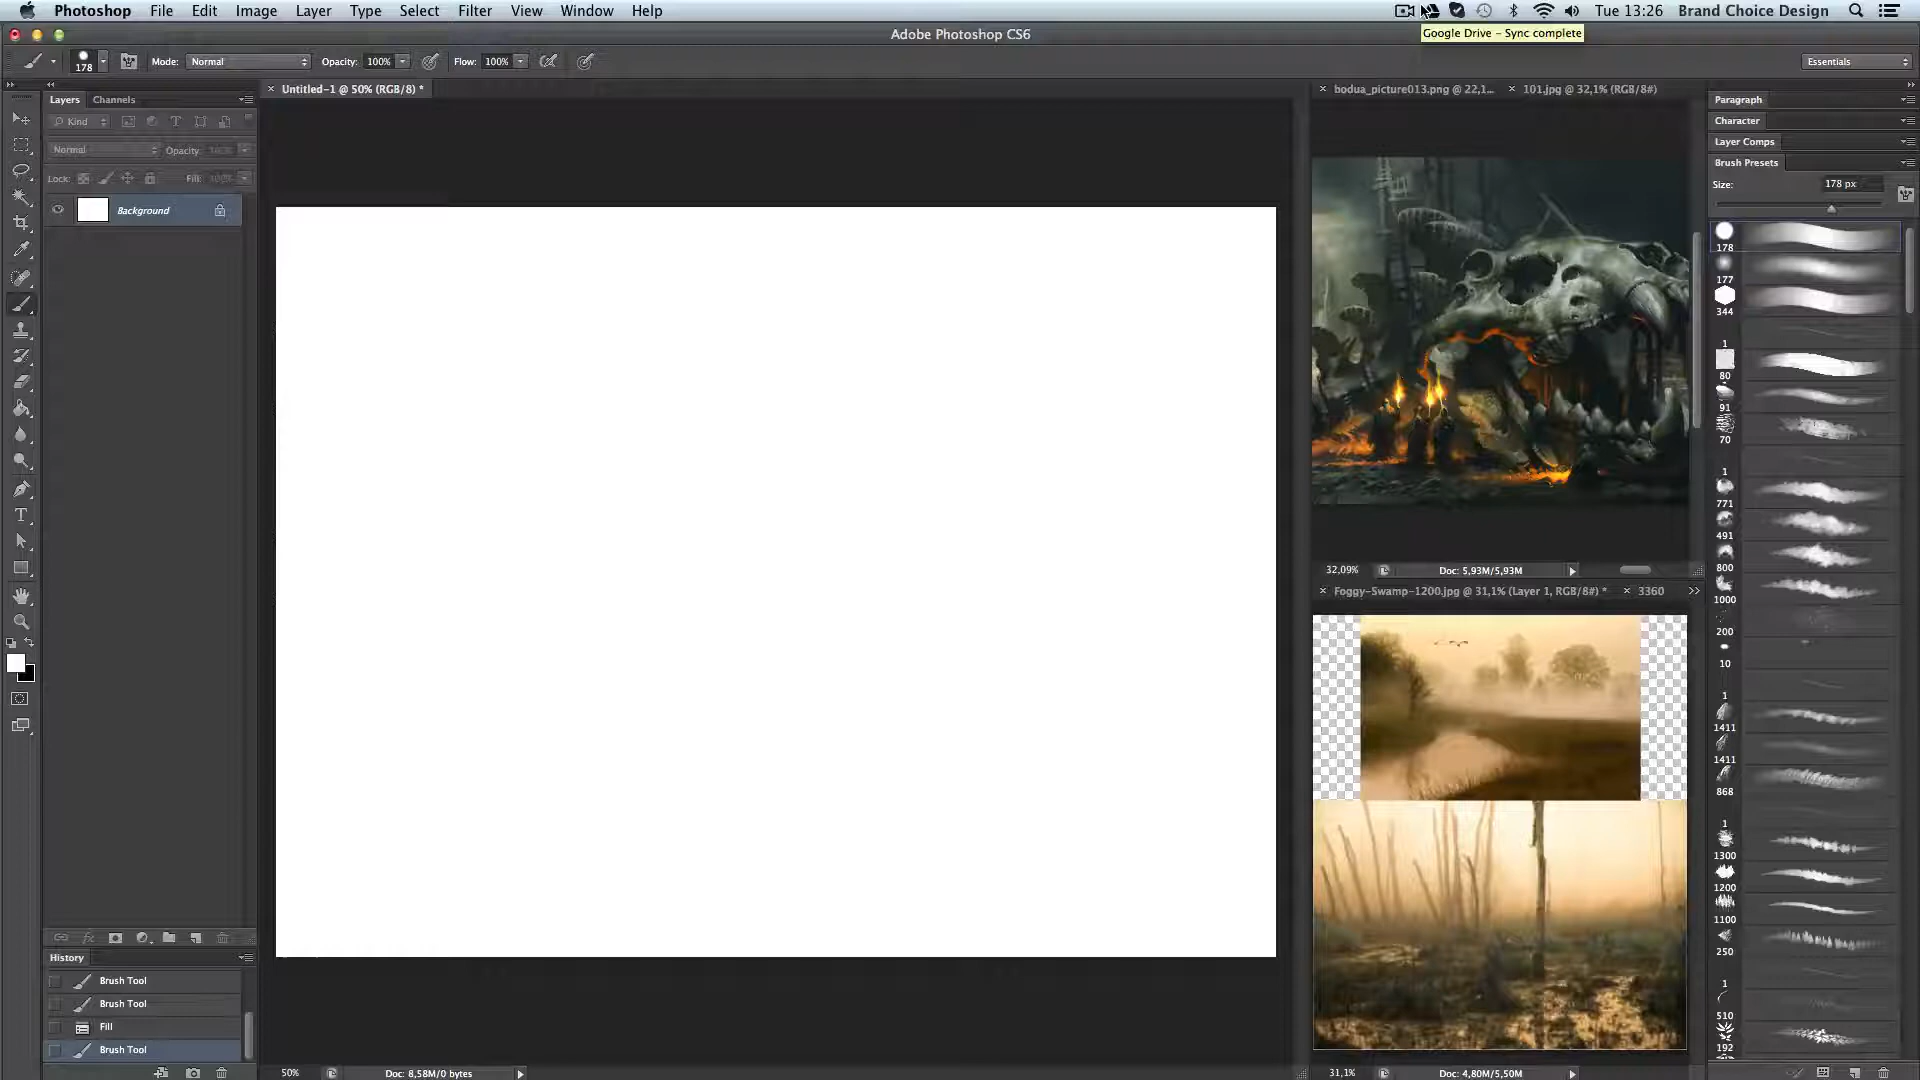 Photoshop File Edit Image Layer Type Select Filter View Window Help Tue 13:26 Brand Choice Design
Google Drive – Sync complete
Adobe Photoshop CS6
178 Mode: Normal Opacity: 100% Flow: 100% Essentials
Untitled-1 @ 50% (RGB/8) *
bodua_picture013.png @ 22,1... 101.jpg @ 32,1% (RGB/8#)
Layers Channels
Kind
Normal Opacity:
Lock: Fill:
Background
Paragraph
Character
Layer Comps
Brush Presets
Size: 178 px
178
177
344
1
80
91
70
1
771
491
800
1000
200
10
1
1411
1411
868
1
1300
1200
1100
250
1
510
192
32,09% Doc: 5,93M/5,93M
Foggy-Swamp-1200.jpg @ 31,1% (Layer 1, RGB/8#) * 3360
History
Brush Tool
Brush Tool
Fill
Brush Tool
50% Doc: 8,58M/0 bytes
31,1% Doc: 4,80M/5,50M